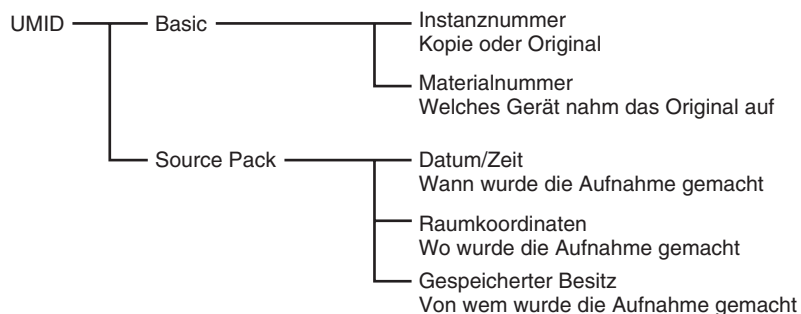 UMID
Basic
Instanznummer
Kopie oder Original
Materialnummer
Welches Gerät nahm das Original auf
Source Pack
Datum/Zeit
Wann wurde die Aufnahme gemacht
Raumkoordinaten
Wo wurde die Aufnahme gemacht
Gespeicherter Besitz
Von wem wurde die Aufnahme gemacht